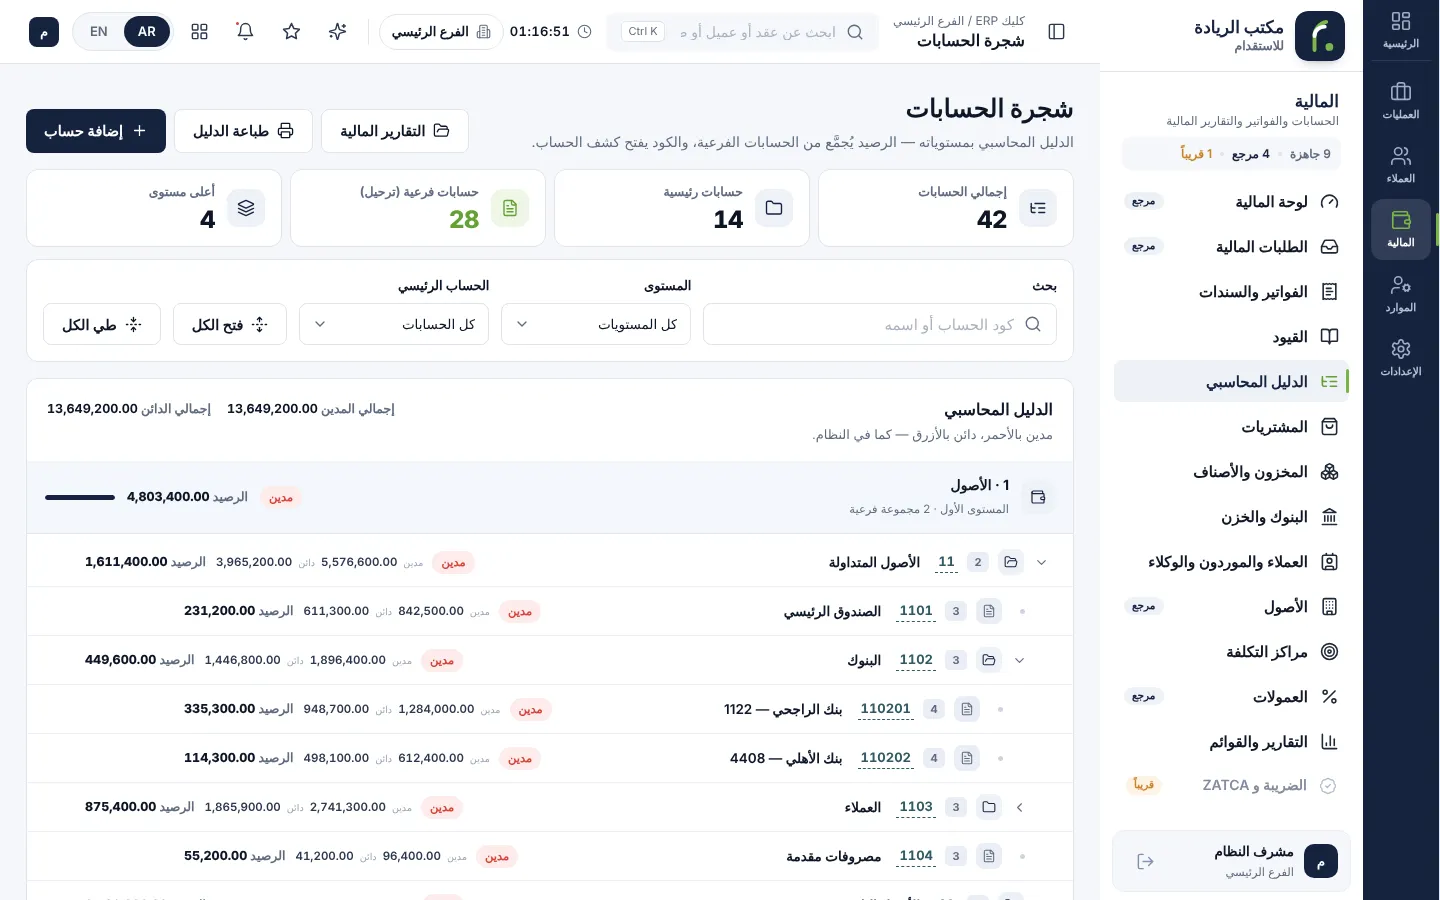 الرئيسية
العمليات
العملاء
المالية
الموارد
الإعدادات
مكتب الريادة
للاستقدام
المالية
الحسابات والفواتير والتقارير المالية
9 جاهزة • 4 مرجع • 1 قريباً
لوحة المالية مرجع
الطلبات المالية مرجع
الفواتير والسندات
القيود
الدليل المحاسبي
المشتريات
المخزون والأصناف
البنوك والخزن
العملاء والموردون والوكلاء
الأصول مرجع
مراكز التكلفة
العمولات مرجع
التقارير والقوائم
الضريبة و ZATCA قريباً
م مشرف النظام
الفرع الرئيسي
كليك ERP / الفرع الرئيسي
شجرة الحسابات
ابحث عن عقد أو عميل أو Ctrl K
01:16:51
الفرع الرئيسي
AR EN
م
شجرة الحسابات
الدليل المحاسبي بمستوياته — الرصيد يُجمَّع من الحسابات الفرعية، والكود يفتح كشف الحساب.
التقارير المالية
طباعة الدليل
إضافة حساب
إجمالي الحسابات
42
حسابات رئيسية
14
حسابات فرعية (ترحيل)
28
أعلى مستوى
4
بحث
كود الحساب أو اسمه
المستوى
كل المستويات
الحساب الرئيسي
كل الحسابات
فتح الكل
طي الكل
الدليل المحاسبي
مدين بالأحمر، دائن بالأزرق — كما في النظام.
إجمالي المدين 13,649,200.00 إجمالي الدائن 13,649,200.00
1 · الأصول
المستوى الأول · 2 مجموعة فرعية
مدين الرصيد 4,803,400.00
2 11 الأصول المتداولة مدين مدين 5,576,600.00 دائن 3,965,200.00 الرصيد 1,611,400.00
3 1101 الصندوق الرئيسي مدين مدين 842,500.00 دائن 611,300.00 الرصيد 231,200.00
3 1102 البنوك مدين مدين 1,896,400.00 دائن 1,446,800.00 الرصيد 449,600.00
4 110201 بنك الراجحي — 1122 مدين مدين 1,284,000.00 دائن 948,700.00 الرصيد 335,300.00
4 110202 بنك الأهلي — 4408 مدين مدين 612,400.00 دائن 498,100.00 الرصيد 114,300.00
3 1103 العملاء مدين مدين 2,741,300.00 دائن 1,865,900.00 الرصيد 875,400.00
3 1104 مصروفات مقدمة مدين مدين 96,400.00 دائن 41,200.00 الرصيد 55,200.00